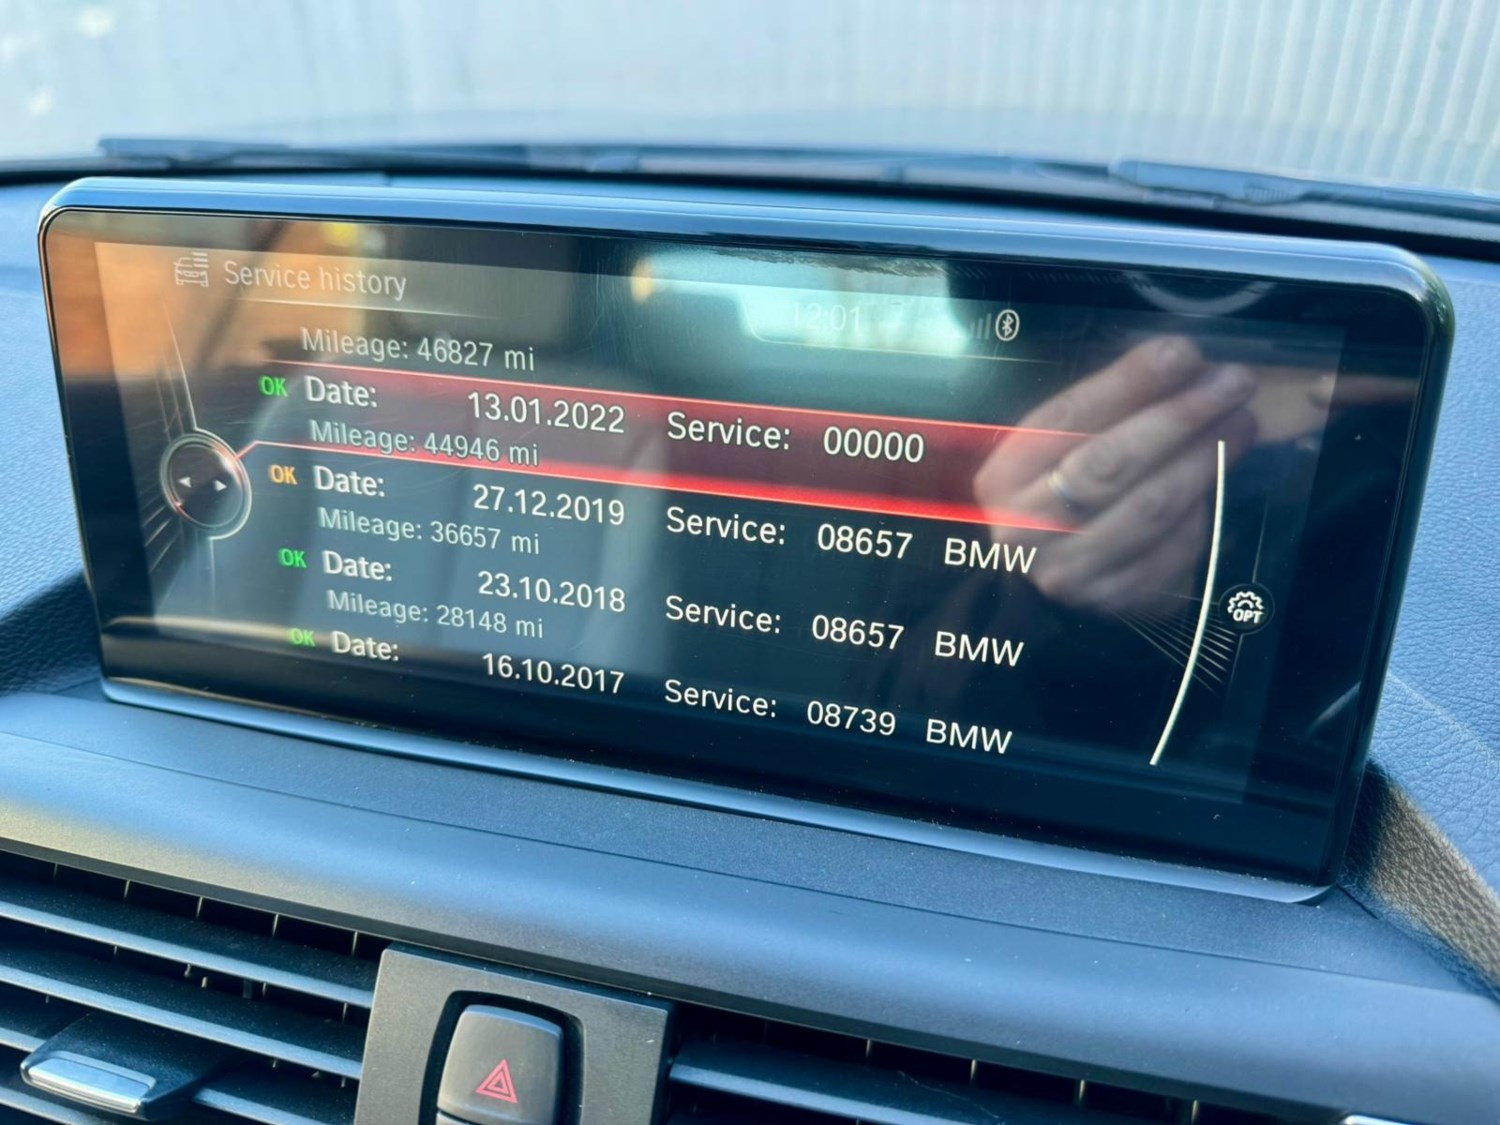 Service history
12:01
Mileage: 46827 mi
OK Date: 13.01.2022 Service: 00000
Mileage: 44946 mi
OK Date: 27.12.2019 Service: 08657 BMW
Mileage: 36657 mi
OK Date: 23.10.2018 Service: 08657 BMW
Mileage: 28148 mi
OK Date: 16.10.2017 Service: 08739 BMW
OPT